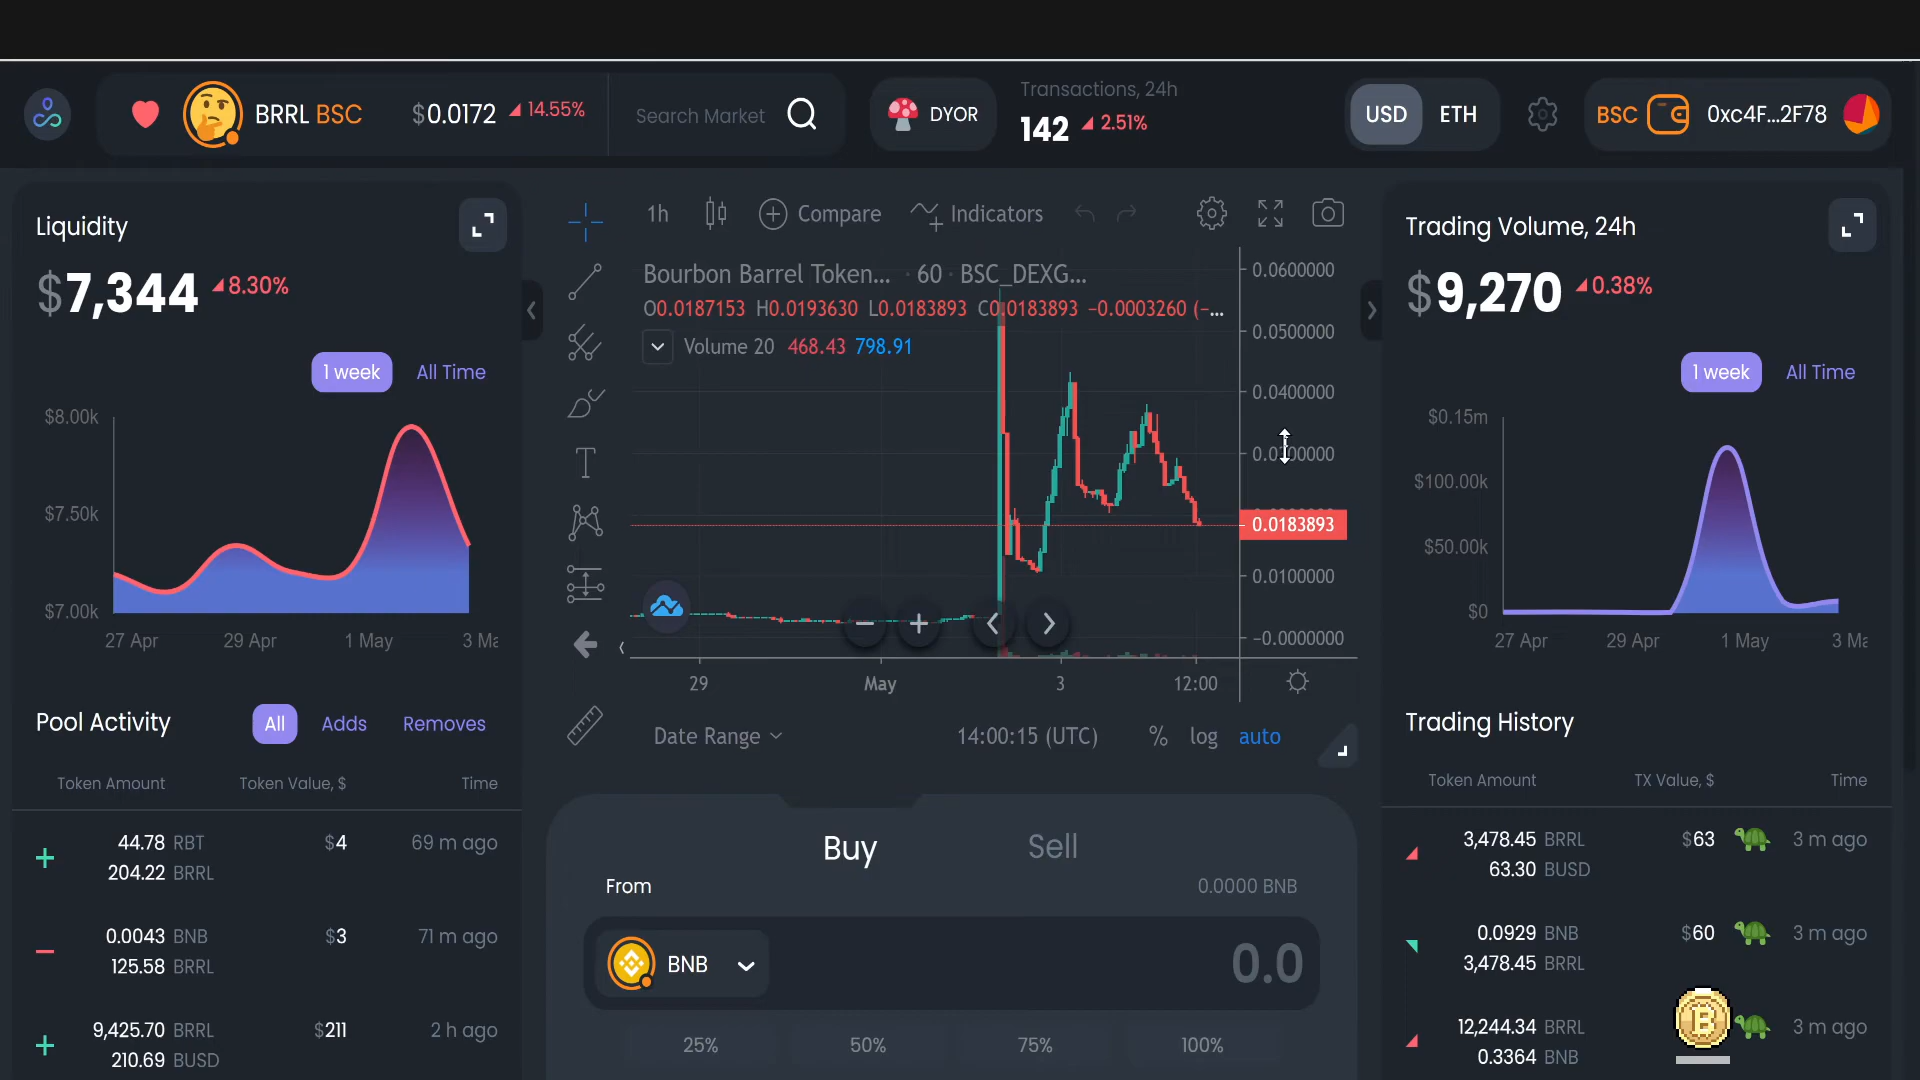 BRRL BSC $0.0172 14.55% Search Market DYOR Transactions, 24h 142 2.51% USD ETH BSC 0xc4F...2F78
Liquidity
$7,344 8.30%
1 week All Time
$8.00k
$7.50k
$7.00k
27 Apr 29 Apr 1 May 3 Ma
Pool Activity All Adds Removes
Token Amount Token Value, $ Time
44.78 RBT $4 69 m ago
204.22 BRRL
0.0043 BNB $3 71 m ago
125.58 BRRL
9,425.70 BRRL $211 2 h ago
210.69 BUSD
1h Compare Indicators
Bourbon Barrel Token... · 60 · BSC_DEXG...
O0.0187153 H0.0193630 L0.0183893 C0.0183893 −0.0003260 (−...
Volume 20 468.43 798.91
0.0600000
0.0500000
0.0400000
0.0183893
0.0100000
−0.0000000
29 May 3 12:00
Date Range 14:00:15 (UTC) % log auto
Buy Sell
From 0.0000 BNB
BNB 0.0
25% 50% 75% 100%
Trading Volume, 24h
$9,270 0.38%
1 week All Time
$0.15m
$100.00k
$50.00k
$0
27 Apr 29 Apr 1 May 3 Ma
Trading History
Token Amount TX Value, $ Time
3,478.45 BRRL $63 3 m ago
63.30 BUSD
0.0929 BNB $60 3 m ago
3,478.45 BRRL
12,244.34 BRRL 3 m ago
0.3364 BNB